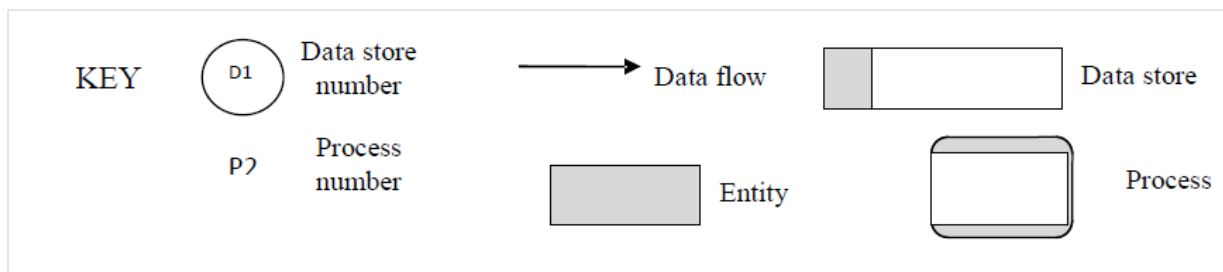 KEY
D1
Data store
number
Data flow
Data store
P2
Process
number
Entity
Process